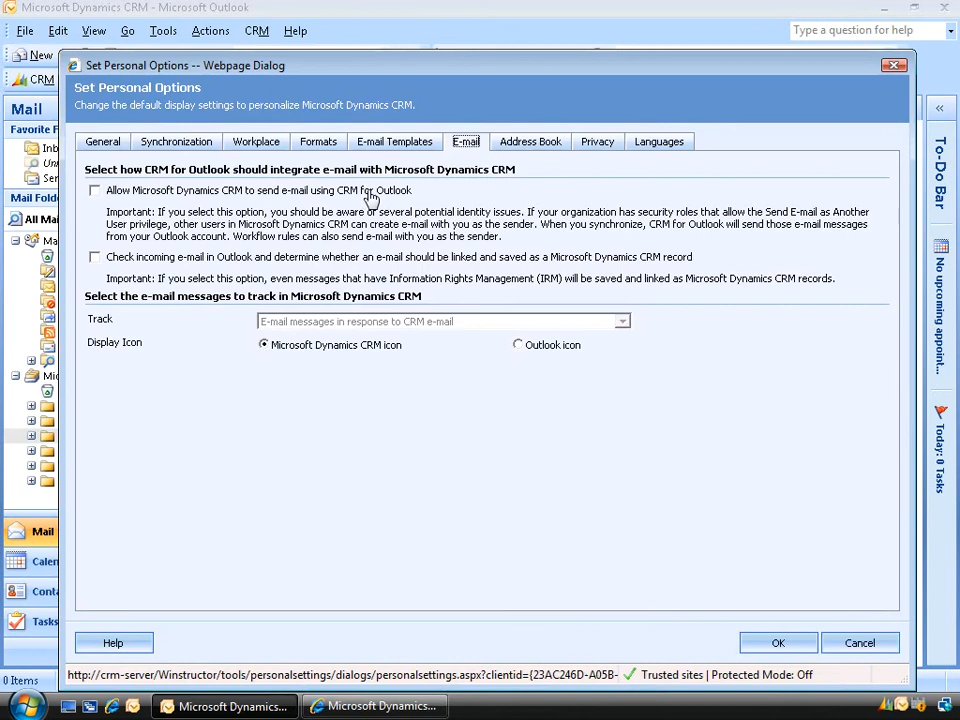 Microsoft Dynamics CRM - Microsoft Outlook
File Edit View Go Tools Actions CRM Help
Type a question for help
New
CRM
Set Personal Options -- Webpage Dialog
Set Personal Options
Change the default display settings to personalize Microsoft Dynamics CRM.
General Synchronization Workplace Formats E-mail Templates E-mail Address Book Privacy Languages
Select how CRM for Outlook should integrate e-mail with Microsoft Dynamics CRM
Allow Microsoft Dynamics CRM to send e-mail using CRM for Outlook
Important: If you select this option, you should be aware of several potential identity issues. If your organization has security roles that allow the Send E-mail as Another
User privilege, other users in Microsoft Dynamics CRM can create e-mail with you as the sender. When you synchronize, CRM for Outlook will send those e-mail messages
from your Outlook account. Workflow rules can also send e-mail with you as the sender.
Check incoming e-mail in Outlook and determine whether an e-mail should be linked and saved as a Microsoft Dynamics CRM record
Important: If you select this option, even messages that have Information Rights Management (IRM) will be saved and linked as Microsoft Dynamics CRM records.
Select the e-mail messages to track in Microsoft Dynamics CRM
Track E-mail messages in response to CRM e-mail
Display Icon Microsoft Dynamics CRM icon Outlook icon
Help OK Cancel
http://crm-server/Winstructor/tools/personalsettings/dialogs/personalsettings.aspx?clientid={23AC246D-A05B- Trusted sites | Protected Mode: Off
Mail
Favorite F
Inb
Un
Sen
Mail Folde
All Mai
Ma
Mic
Mail
Calen
Conta
Tasks
0 Items
«
To-Do Bar
No upcoming appoint...
Today: 0 Tasks
Microsoft Dynamics... Microsoft Dynamics...